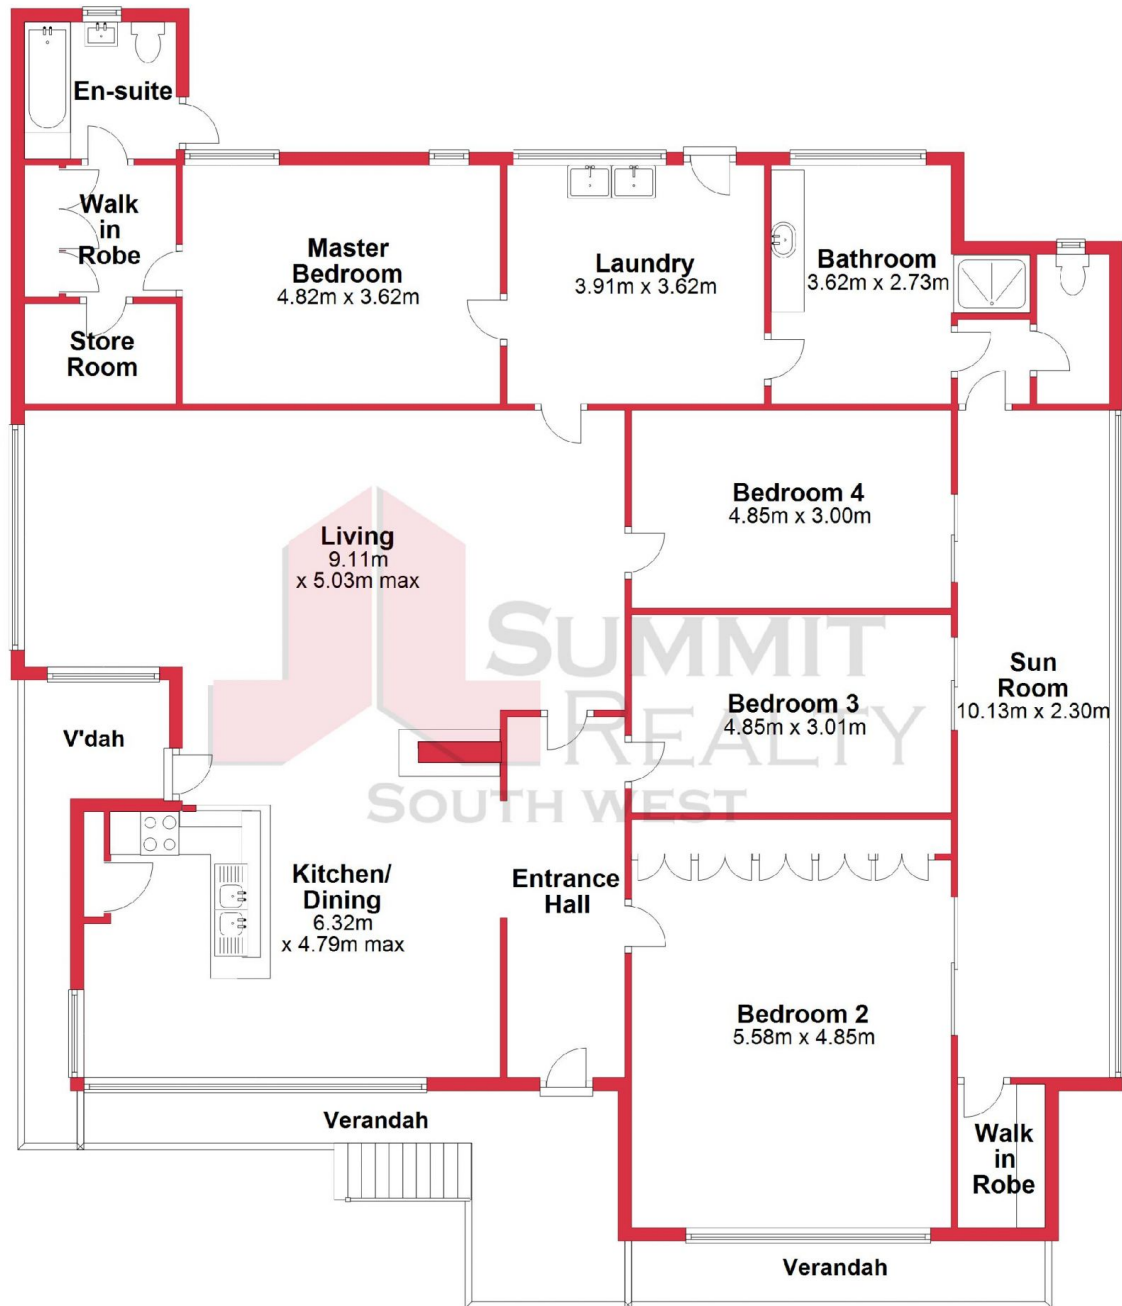 En-suite
Walk
in
Robe
Store
Room
Master
Bedroom
4.82m x 3.62m
Laundry
3.91m x 3.62m
Bathroom
3.62m x 2.73m
Living
9.11m
x 5.03m max
Bedroom 4
4.85m x 3.00m
Bedroom 3
4.85m x 3.01m
Sun
Room
10.13m x 2.30m
SUMMIT
REALTY
SOUTH WEST
V'dah
Kitchen/
Dining
6.32m
x 4.79m max
Entrance
Hall
Bedroom 2
5.58m x 4.85m
Verandah
Walk
in
Robe
Verandah